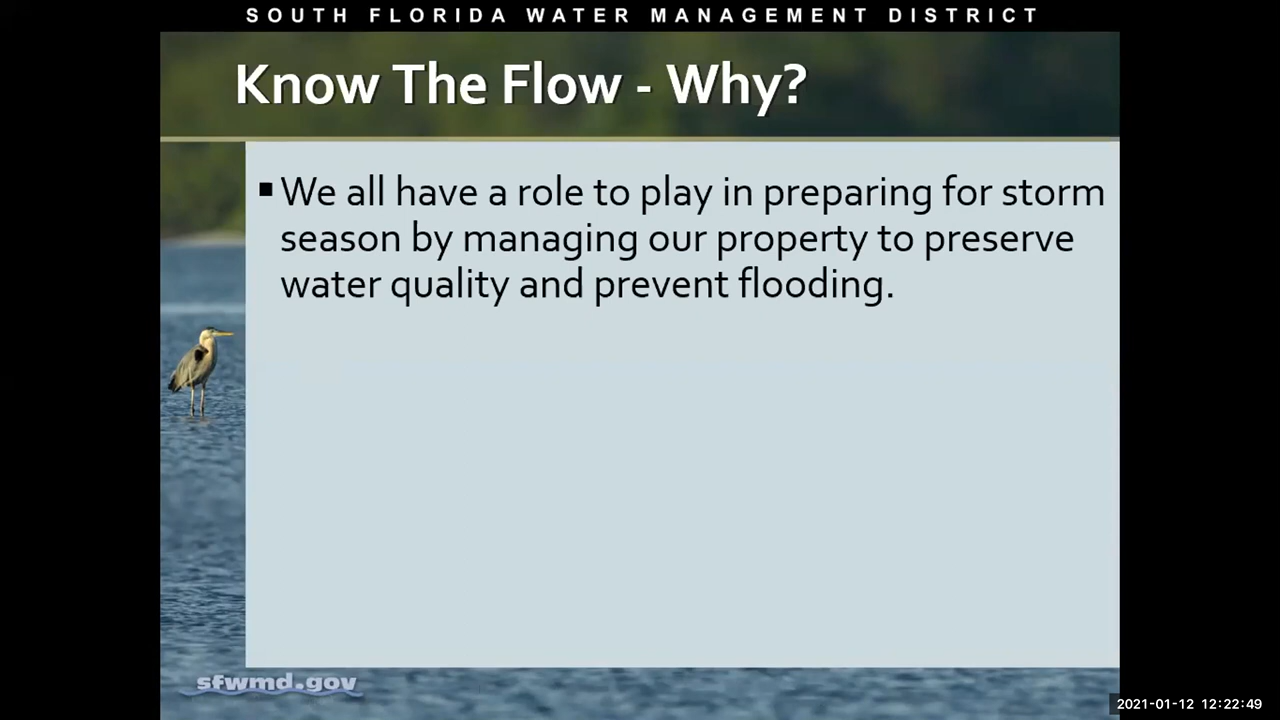 SOUTH FLORIDA WATER MANAGEMENT DISTRICT
Know The Flow - Why?
▪ We all have a role to play in preparing for storm
season by managing our property to preserve
water quality and prevent flooding.
sfwmd.gov
2021-01-12 12:22:49